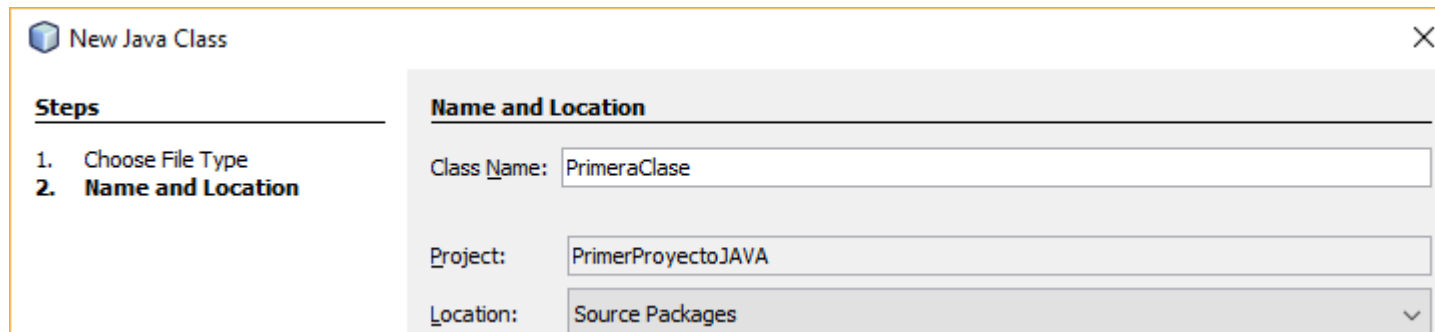 New Java Class
Steps
1. Choose File Type
2. Name and Location
Name and Location
Class Name: PrimeraClase
Project: PrimerProyectoJAVA
Location: Source Packages